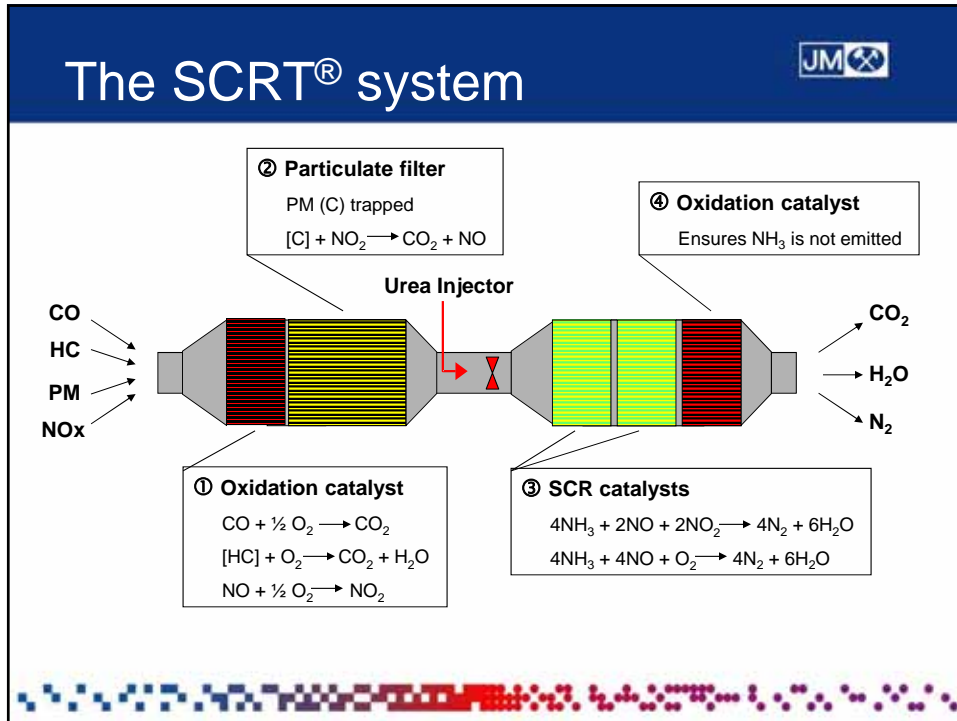 The SCRT® system
JM
② Particulate filter
PM (C) trapped
[C] + NO₂ → CO₂ + NO
④ Oxidation catalyst
Ensures NH₃ is not emitted
Urea Injector
CO
HC
PM
NOx
CO₂
H₂O
N₂
① Oxidation catalyst
CO + ½ O₂ → CO₂
[HC] + O₂ → CO₂ + H₂O
NO + ½ O₂ → NO₂
③ SCR catalysts
4NH₃ + 2NO + 2NO₂ → 4N₂ + 6H₂O
4NH₃ + 4NO + O₂ → 4N₂ + 6H₂O